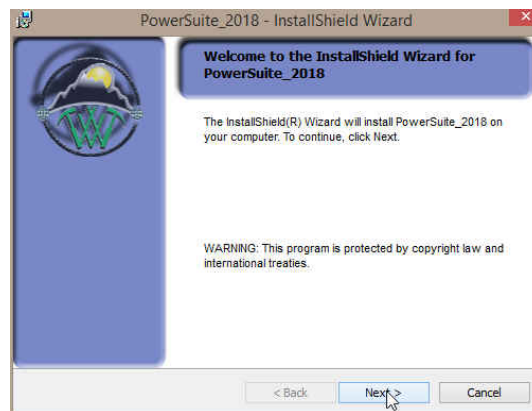 PowerSuite_2018 - InstallShield Wizard
Welcome to the InstallShield Wizard for
PowerSuite_2018
The InstallShield(R) Wizard will install PowerSuite_2018 on
your computer. To continue, click Next.
WARNING: This program is protected by copyright law and
international treaties.
< Back
Next >
Cancel